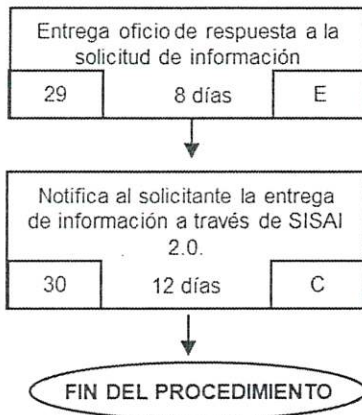 Entrega oficio de respuesta a la
solicitud de información
29 8 días E
Notifica al solicitante la entrega
de información a través de SISAI
2.0.
30 12 días C
FIN DEL PROCEDIMIENTO